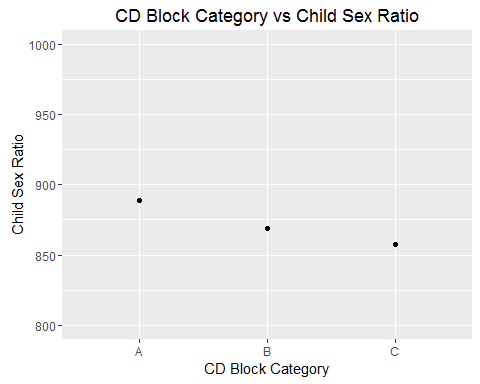 CD Block Category vs Child Sex Ratio
1000
950
900
850
800
Child Sex Ratio
A B C
CD Block Category